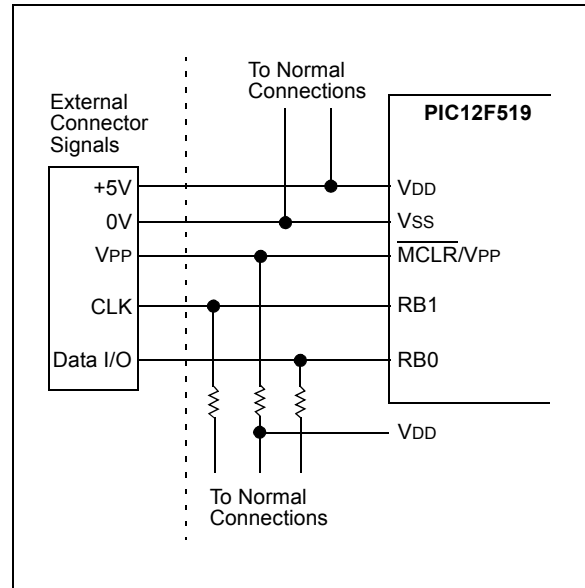 To Normal
Connections
External
Connector
Signals
PIC12F519
+5V
VDD
0V
VSS
VPP
MCLR/VPP
CLK
RB1
Data I/O
RB0
VDD
To Normal
Connections